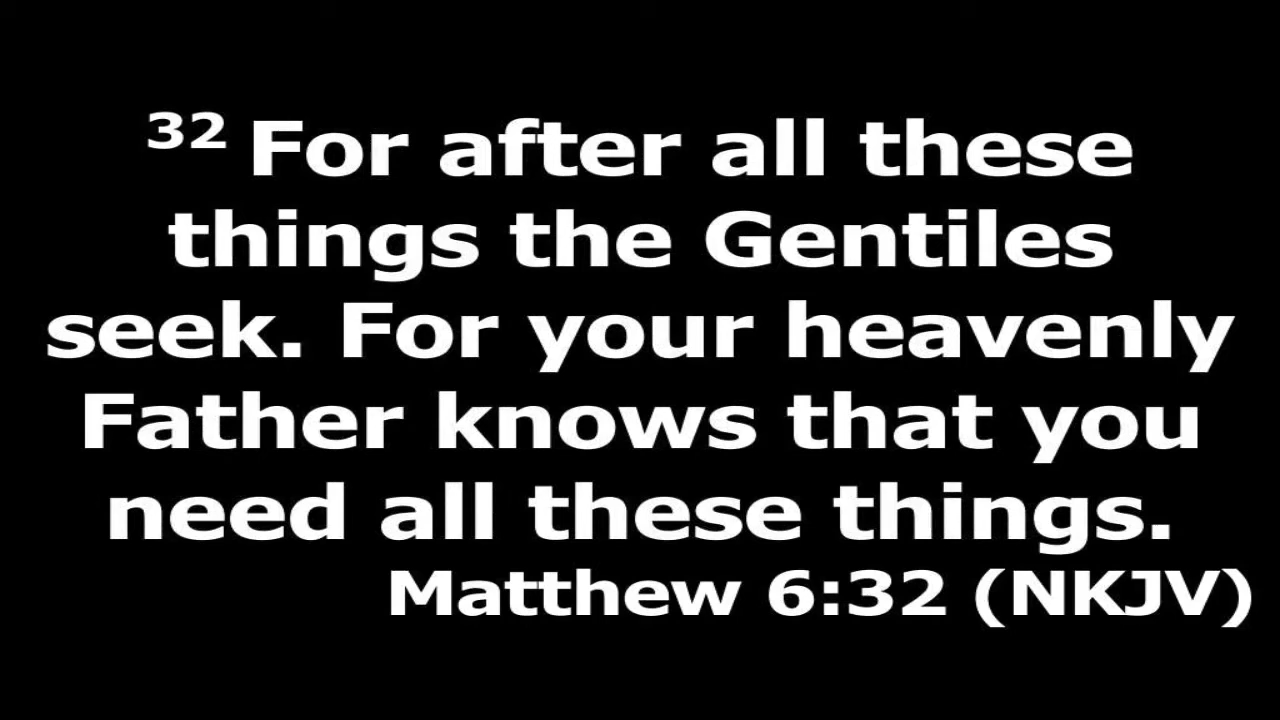 32 For after all these
things the Gentiles
seek. For your heavenly
Father knows that you
need all these things.
Matthew 6:32 (NKJV)